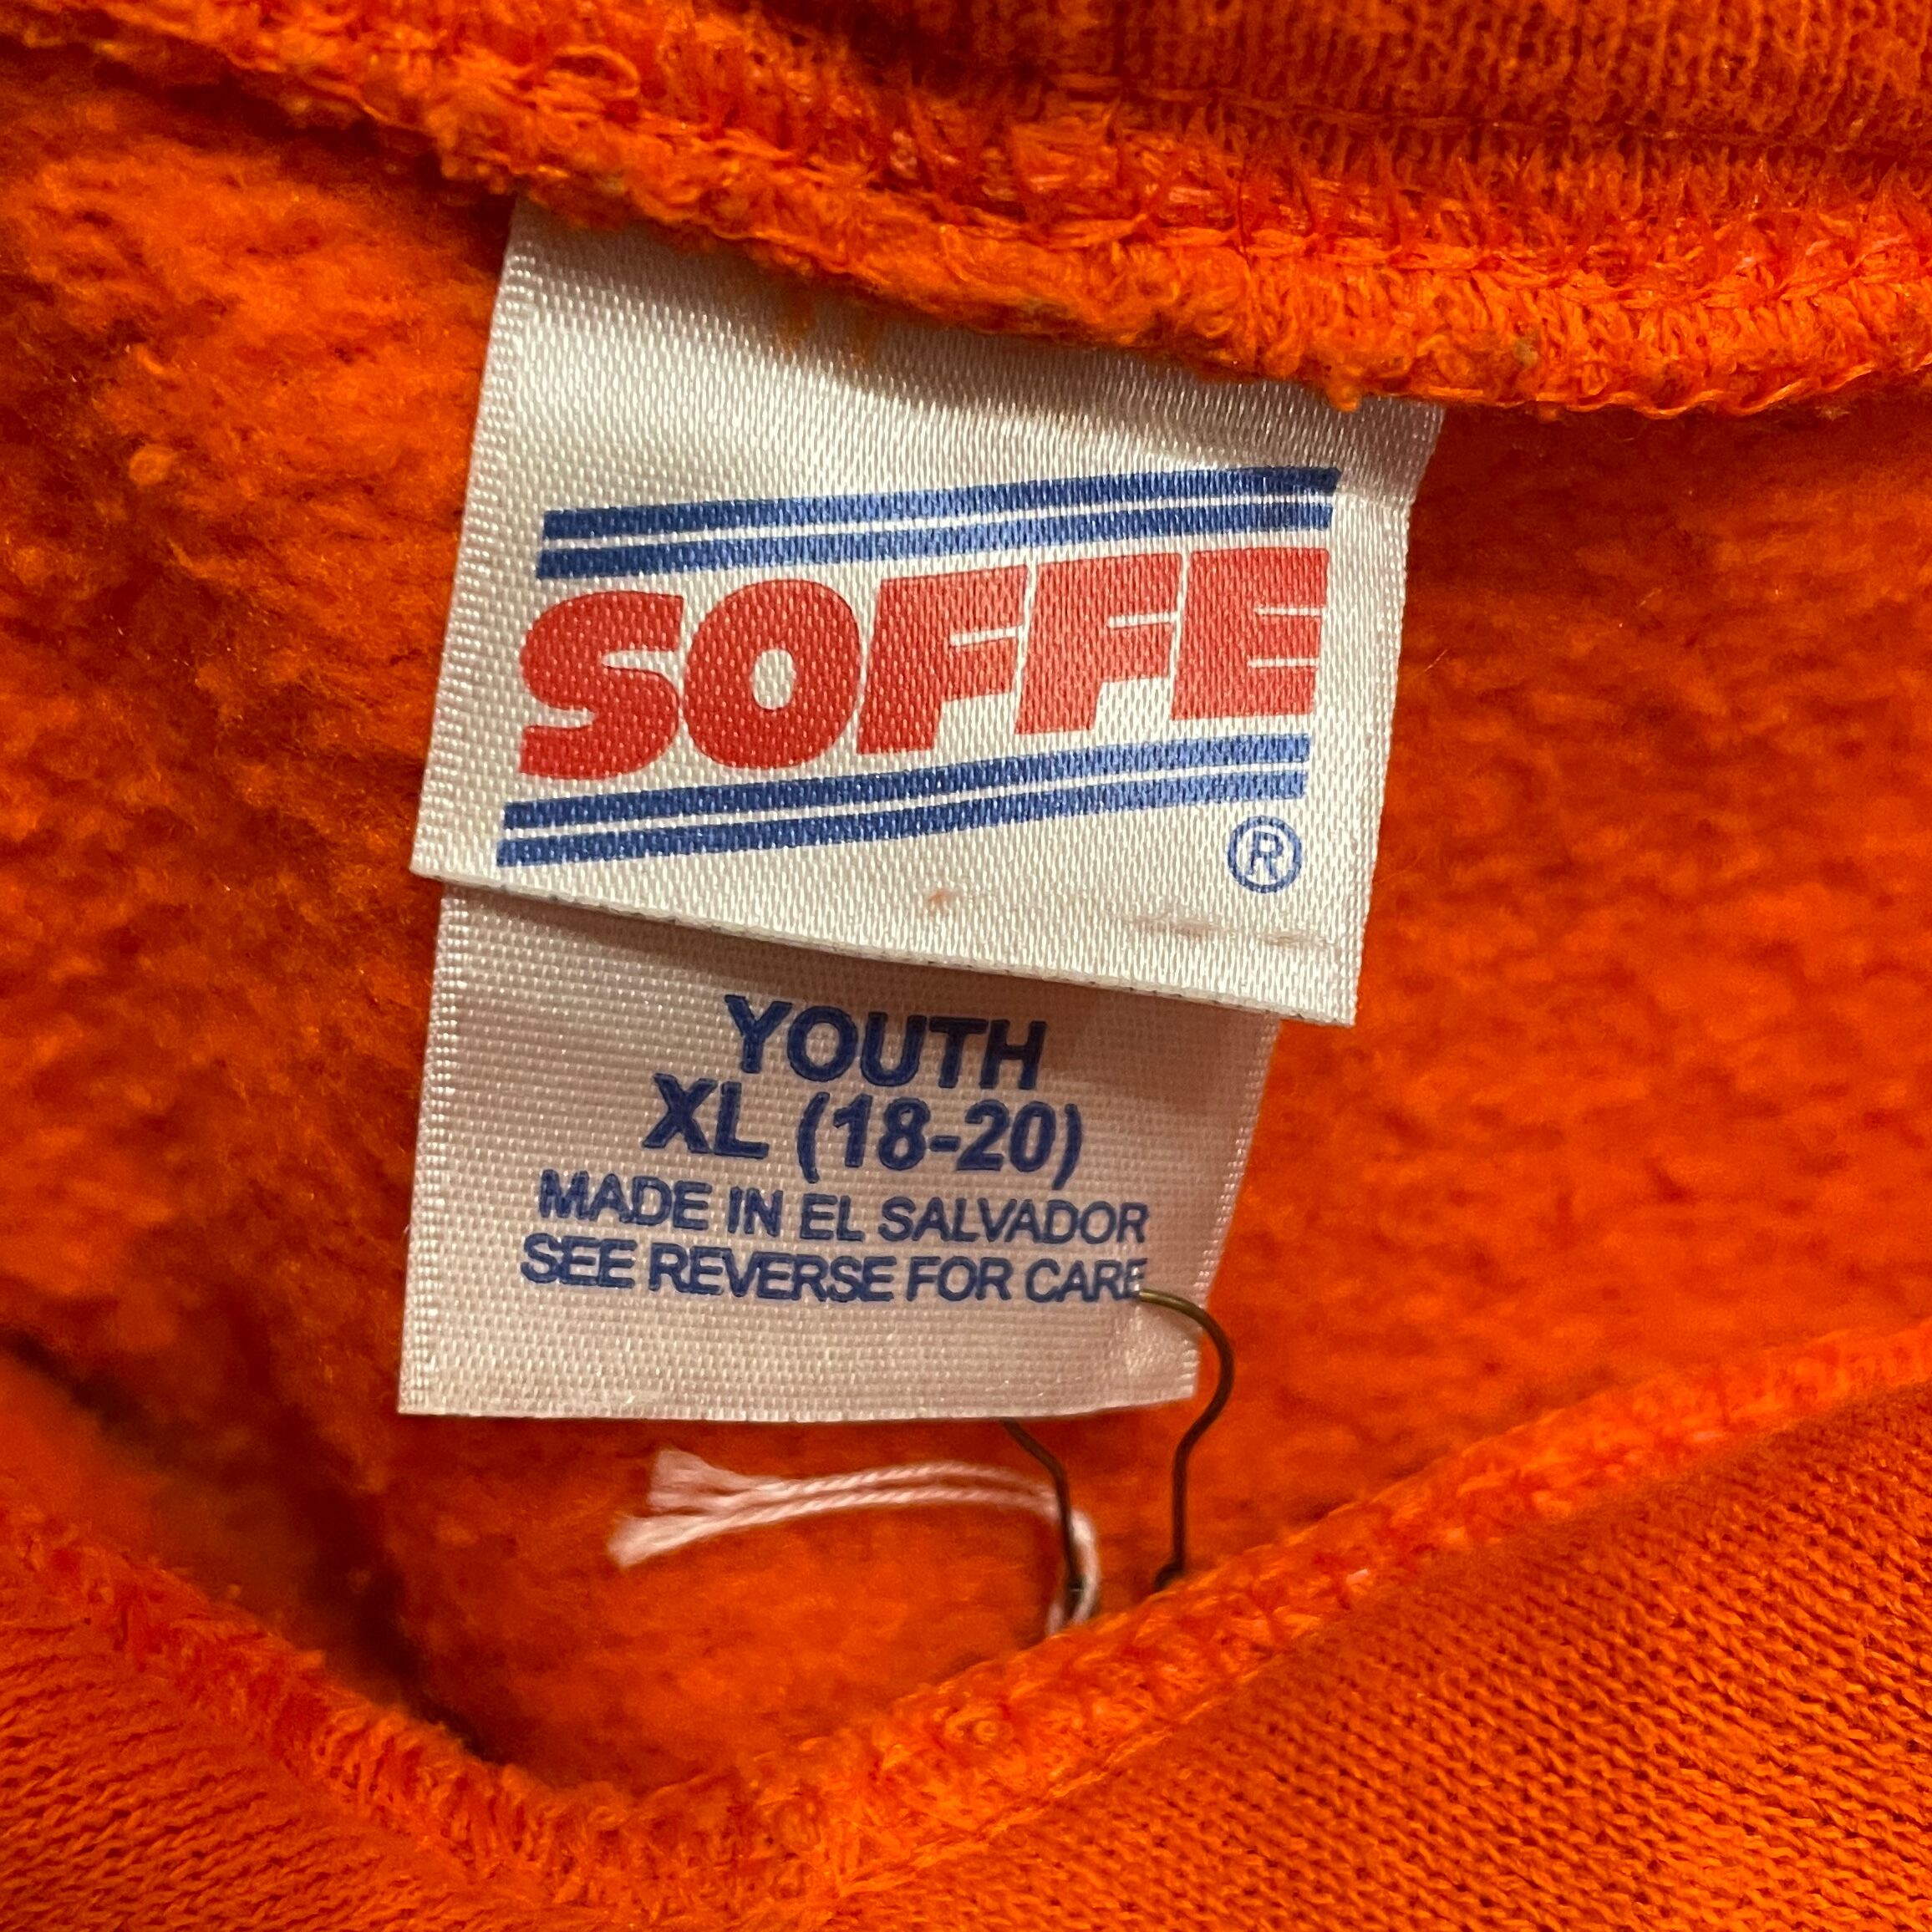 SOFFE
®
YOUTH
XL (18-20)
MADE IN EL SALVADOR
SEE REVERSE FOR CARE